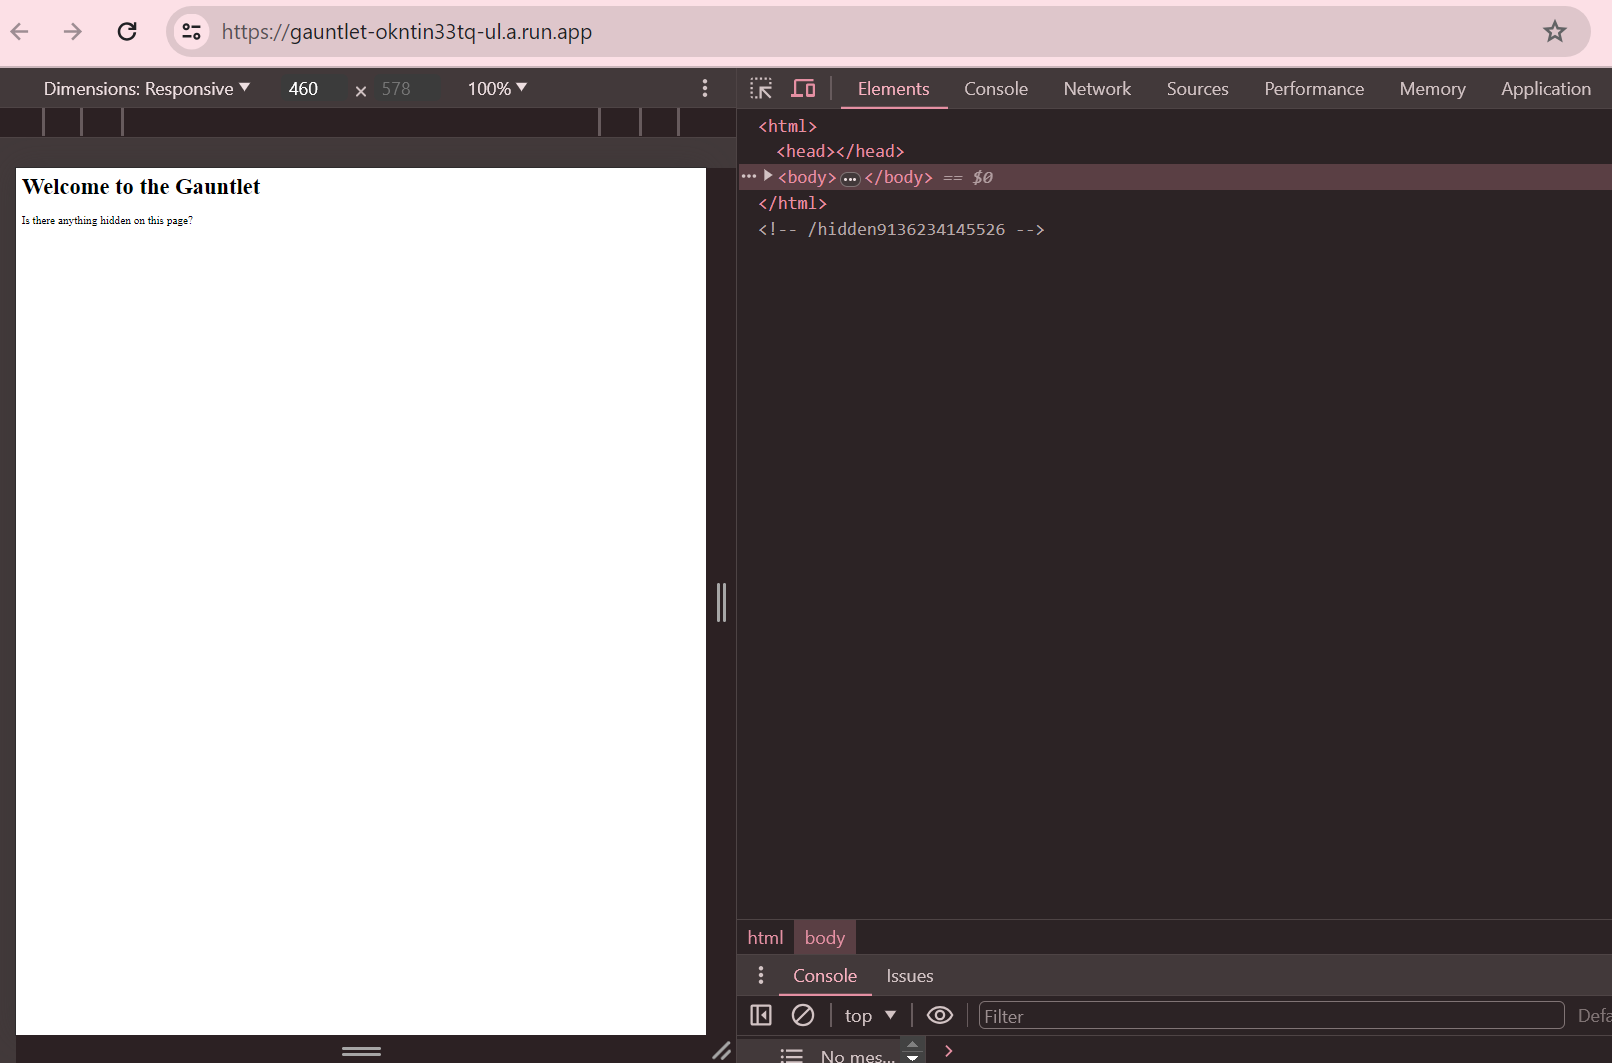 https://gauntlet-okntin33tq-ul.a.run.app
Dimensions: Responsive 460 × 578 100%
Welcome to the Gauntlet
Is there anything hidden on this page?
Elements Console Network Sources Performance Memory Application
<html>
<head></head>
<body>…</body> == $0
</html>
<!-- /hidden9136234145526 -->
html body
Console Issues
top Filter Defa
No mes...